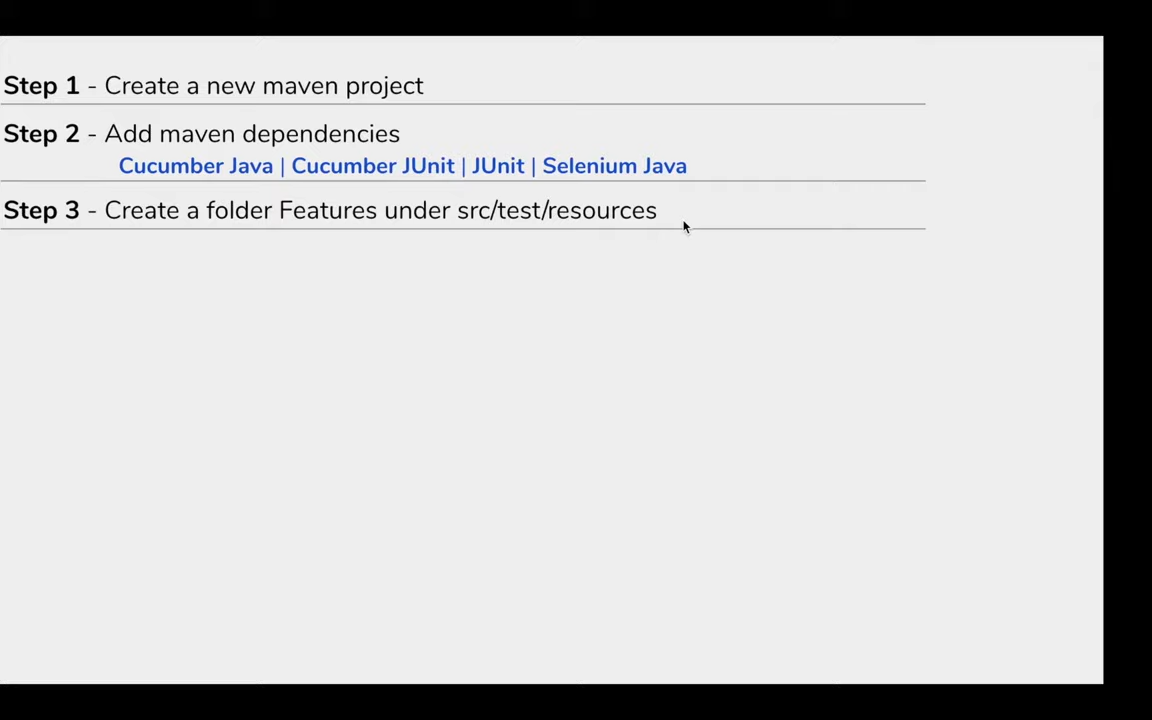 Step 1 - Create a new maven project
Step 2 - Add maven dependencies
Cucumber Java | Cucumber JUnit | JUnit | Selenium Java
Step 3 - Create a folder Features under src/test/resources